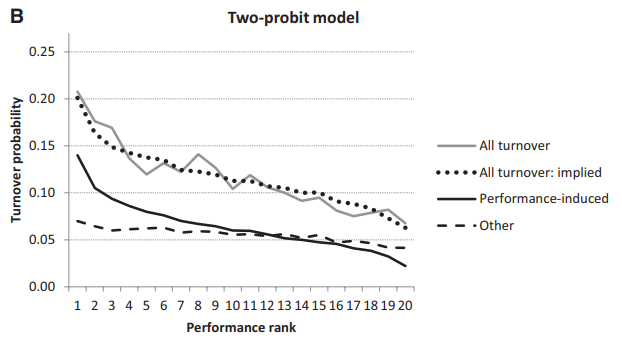 B
Two-probit model
Turnover probability
0.25
0.20
0.15
0.10
0.05
0.00
1 2 3 4 5 6 7 8 9 10 11 12 13 14 15 16 17 18 19 20
Performance rank
All turnover
All turnover: implied
Performance-induced
Other